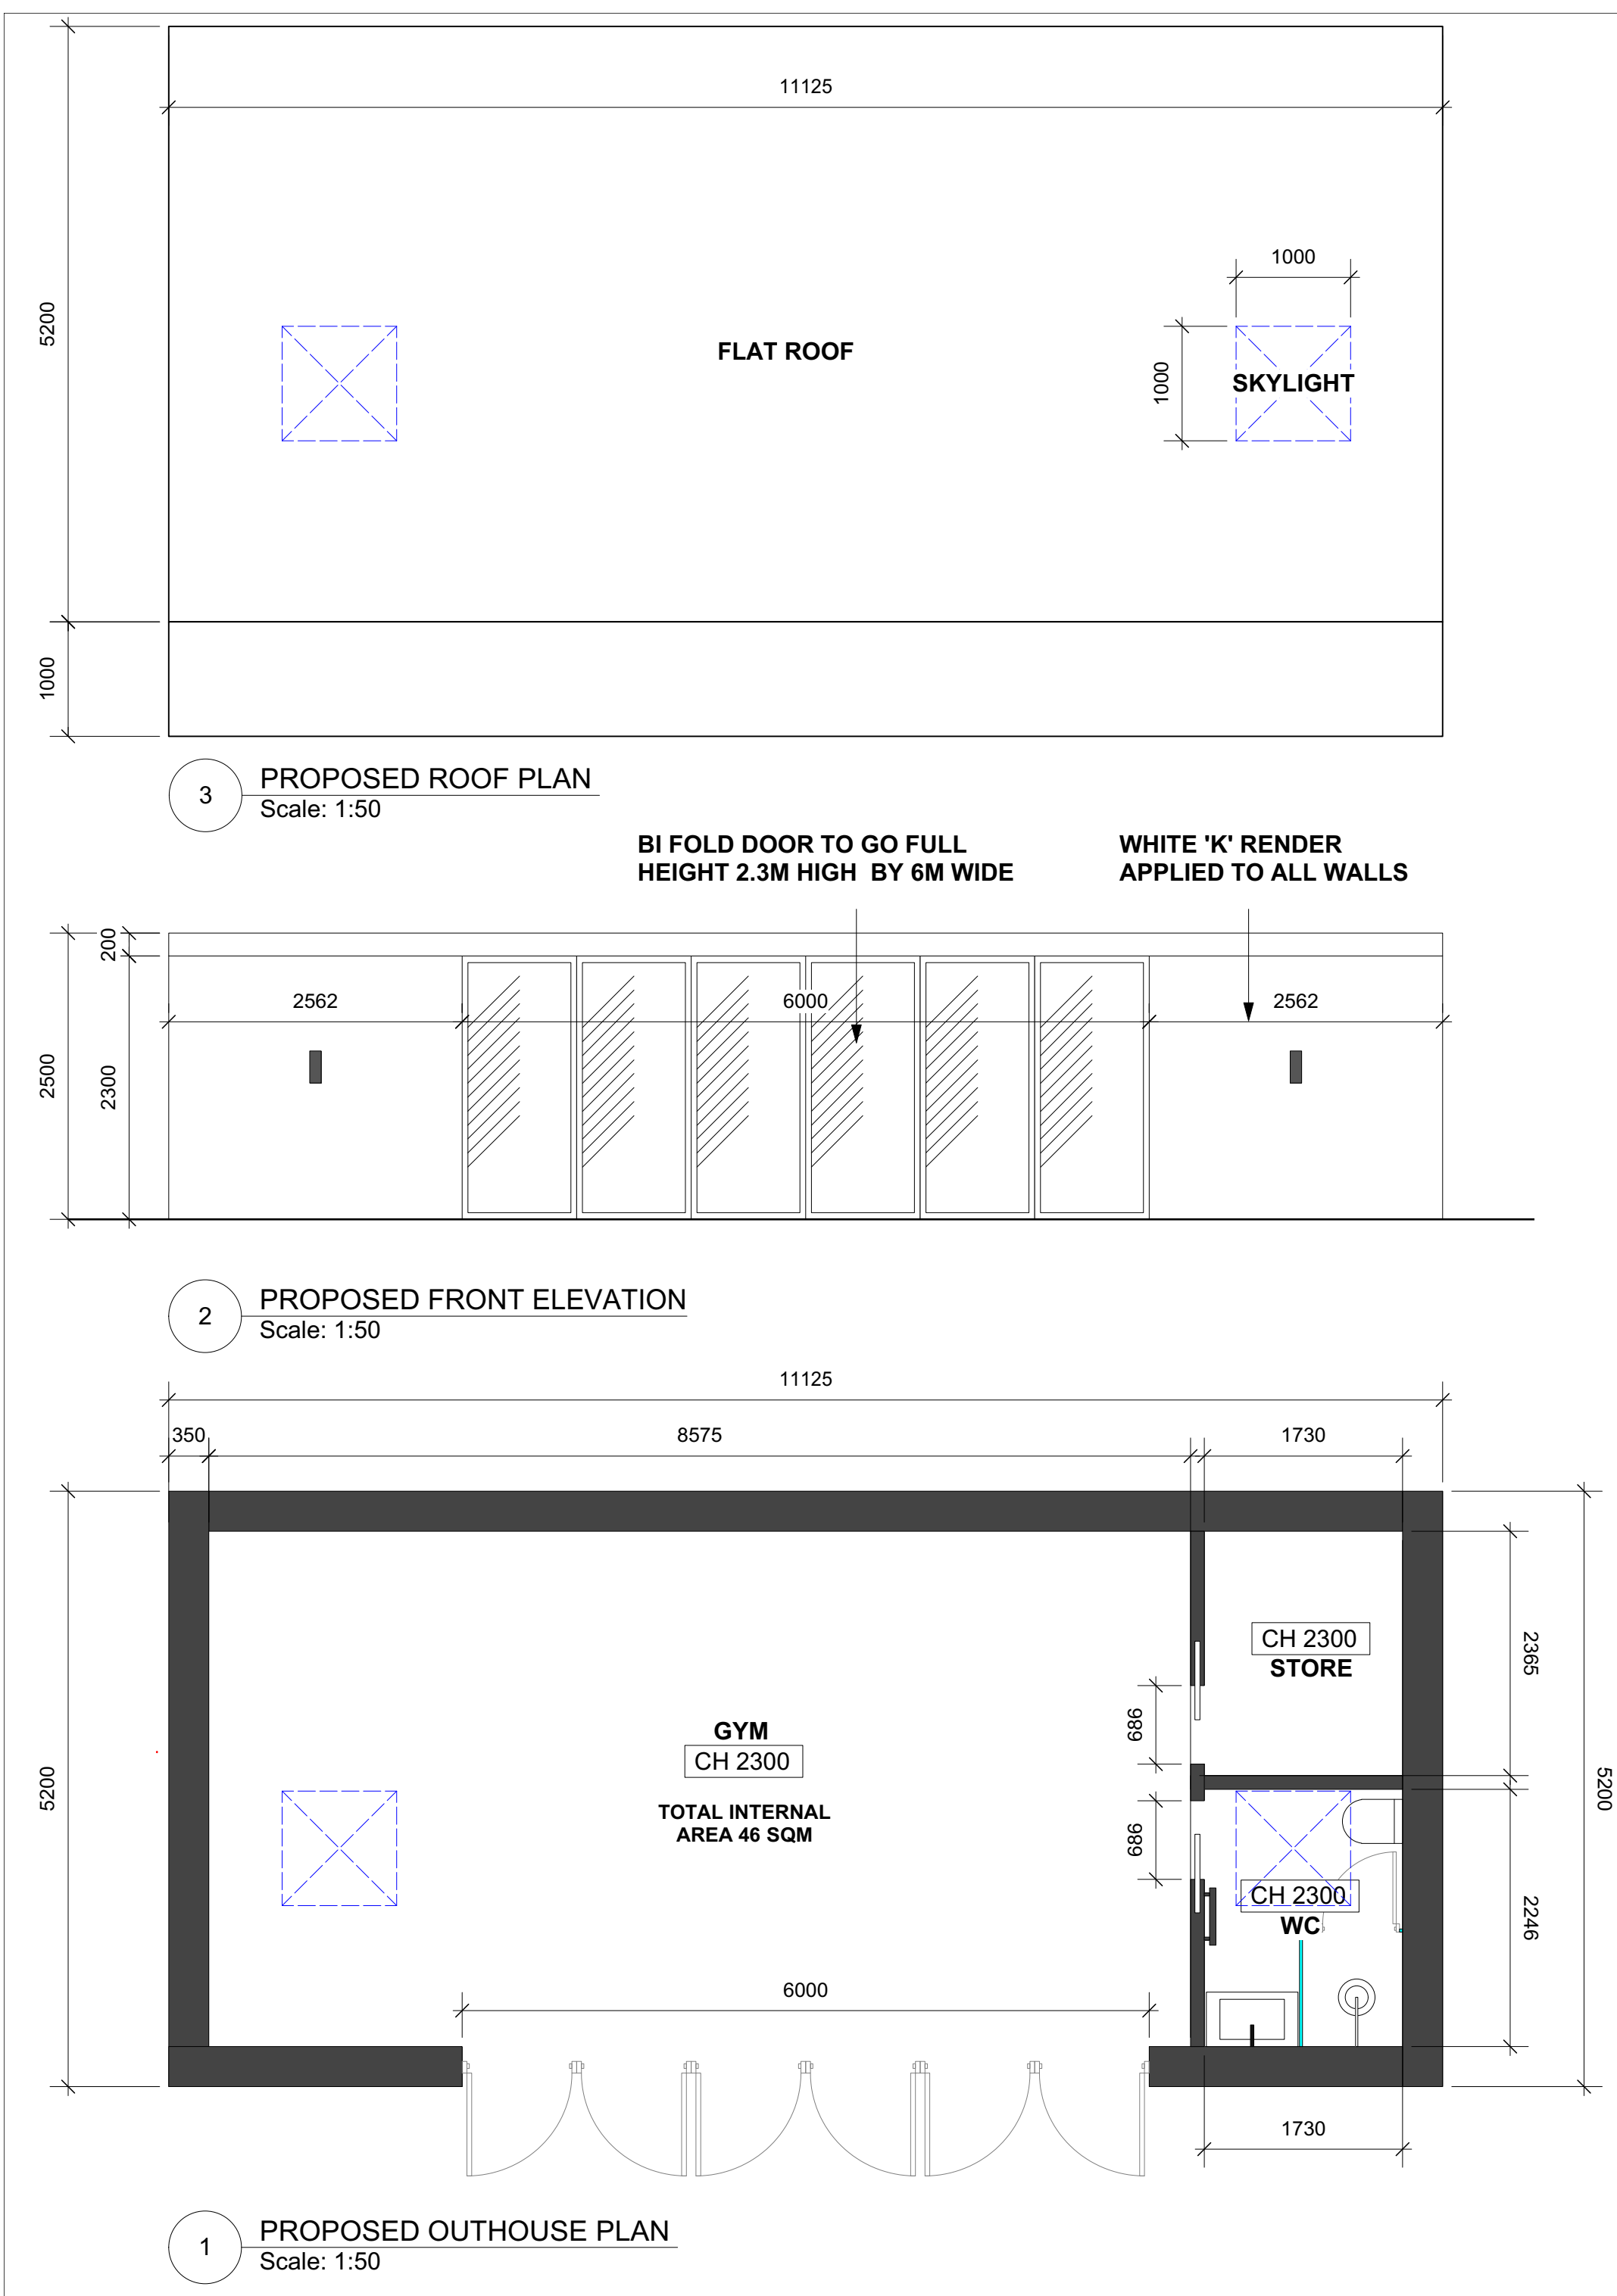 11125
5200
1000
1000
FLAT ROOF
SKYLIGHT
1000
3
PROPOSED ROOF PLAN
Scale: 1:50
BI FOLD DOOR TO GO FULL
HEIGHT 2.3M HIGH BY 6M WIDE
WHITE 'K' RENDER
APPLIED TO ALL WALLS
200
2562
6000
2562
2500
2300
2
PROPOSED FRONT ELEVATION
Scale: 1:50
11125
350
8575
1730
CH 2300
STORE
2365
686
GYM
CH 2300
5200
5200
TOTAL INTERNAL
AREA 46 SQM
686
CH 2300
WC
2246
6000
1730
1
PROPOSED OUTHOUSE PLAN
Scale: 1:50